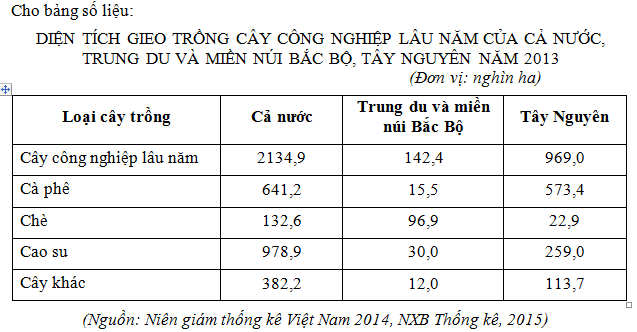 Cho bảng số liệu:
DIỆN TÍCH GIEO TRỒNG CÂY CÔNG NGHIỆP LÂU NĂM CỦA CẢ NƯỚC,
TRUNG DU VÀ MIỀN NÚI BẮC BỘ, TÂY NGUYÊN NĂM 2013
(Đơn vị: nghìn ha)
Loại cây trồng Cả nước Trung du và miền núi Bắc Bộ Tây Nguyên
Cây công nghiệp lâu năm 2134,9 142,4 969,0
Cà phê 641,2 15,5 573,4
Chè 132,6 96,9 22,9
Cao su 978,9 30,0 259,0
Cây khác 382,2 12,0 113,7
(Nguồn: Niên giám thống kê Việt Nam 2014, NXB Thống kê, 2015)